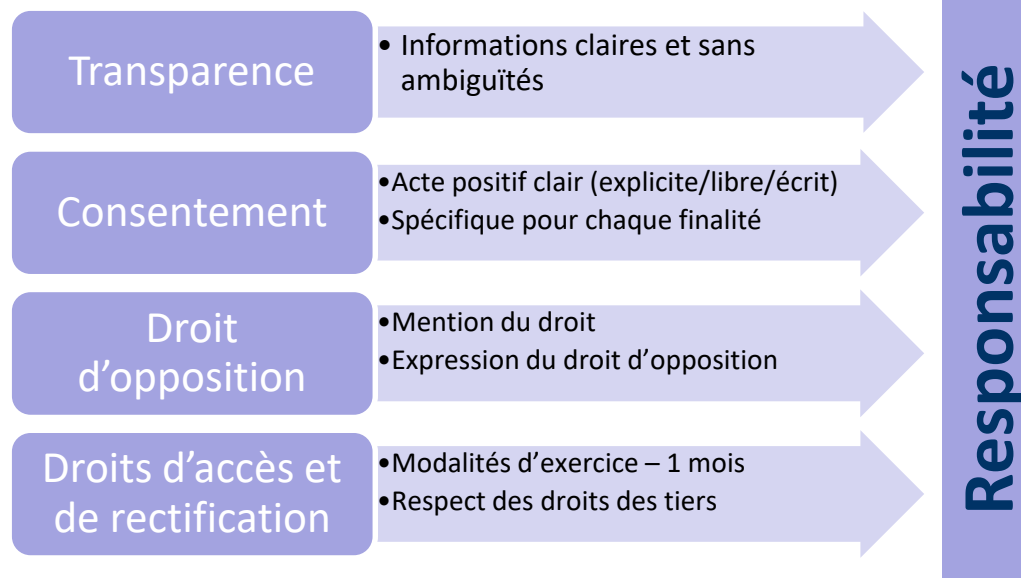 Transparence
• Informations claires et sans
ambiguïtés
Consentement
•Acte positif clair (explicite/libre/écrit)
•Spécifique pour chaque finalité
Droit
d’opposition
•Mention du droit
•Expression du droit d’opposition
Droits d’accès et
de rectification
•Modalités d’exercice – 1 mois
•Respect des droits des tiers
Responsabilité